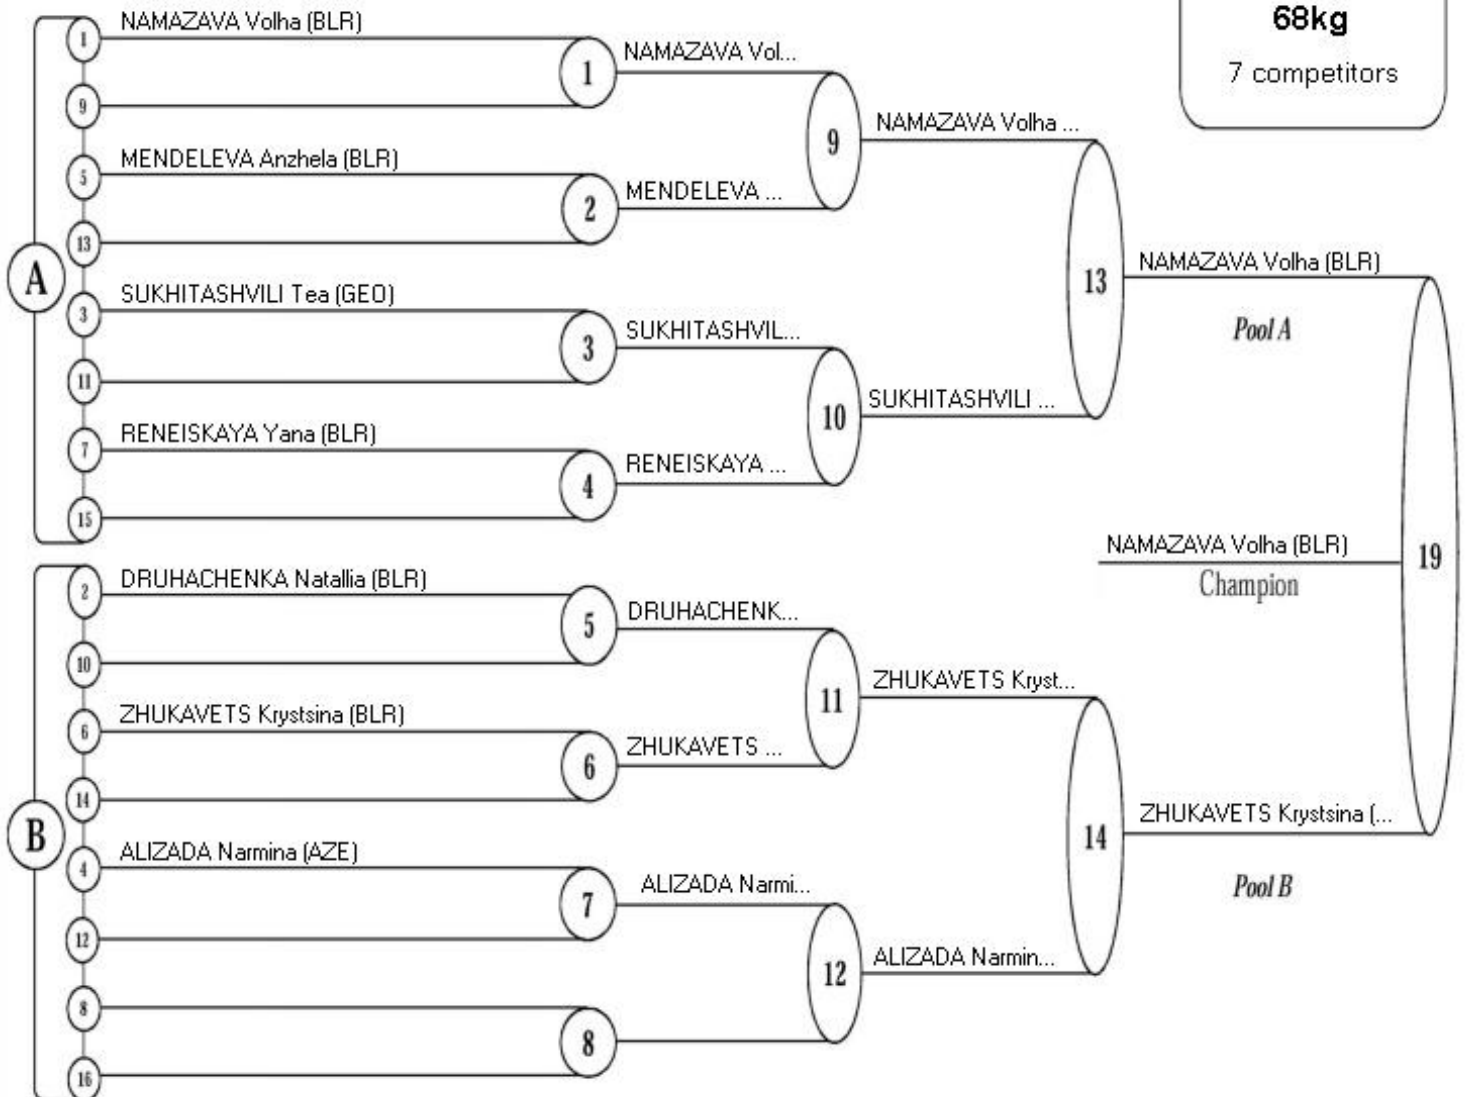 68kg
7 competitors
A
1
NAMAZAVA Volha (BLR)
9
1
NAMAZAVA Vol...
5
MENDELEVA Anzhela (BLR)
13
2
MENDELEVA ...
9
NAMAZAVA Volha ...
3
SUKHITASHVILI Tea (GEO)
11
3
SUKHITASHVIL...
7
RENEISKAYA Yana (BLR)
15
4
RENEISKAYA ...
10
SUKHITASHVILI ...
13
NAMAZAVA Volha (BLR)
Pool A
B
2
DRUHACHENKA Natallia (BLR)
10
5
DRUHACHENK...
6
ZHUKAVETS Krystsina (BLR)
14
6
ZHUKAVETS ...
11
ZHUKAVETS Kryst...
4
ALIZADA Narmina (AZE)
12
7
ALIZADA Narmi...
8
16
8
12
ALIZADA Narmin...
14
ZHUKAVETS Krystsina (...
Pool B
19
NAMAZAVA Volha (BLR)
Champion